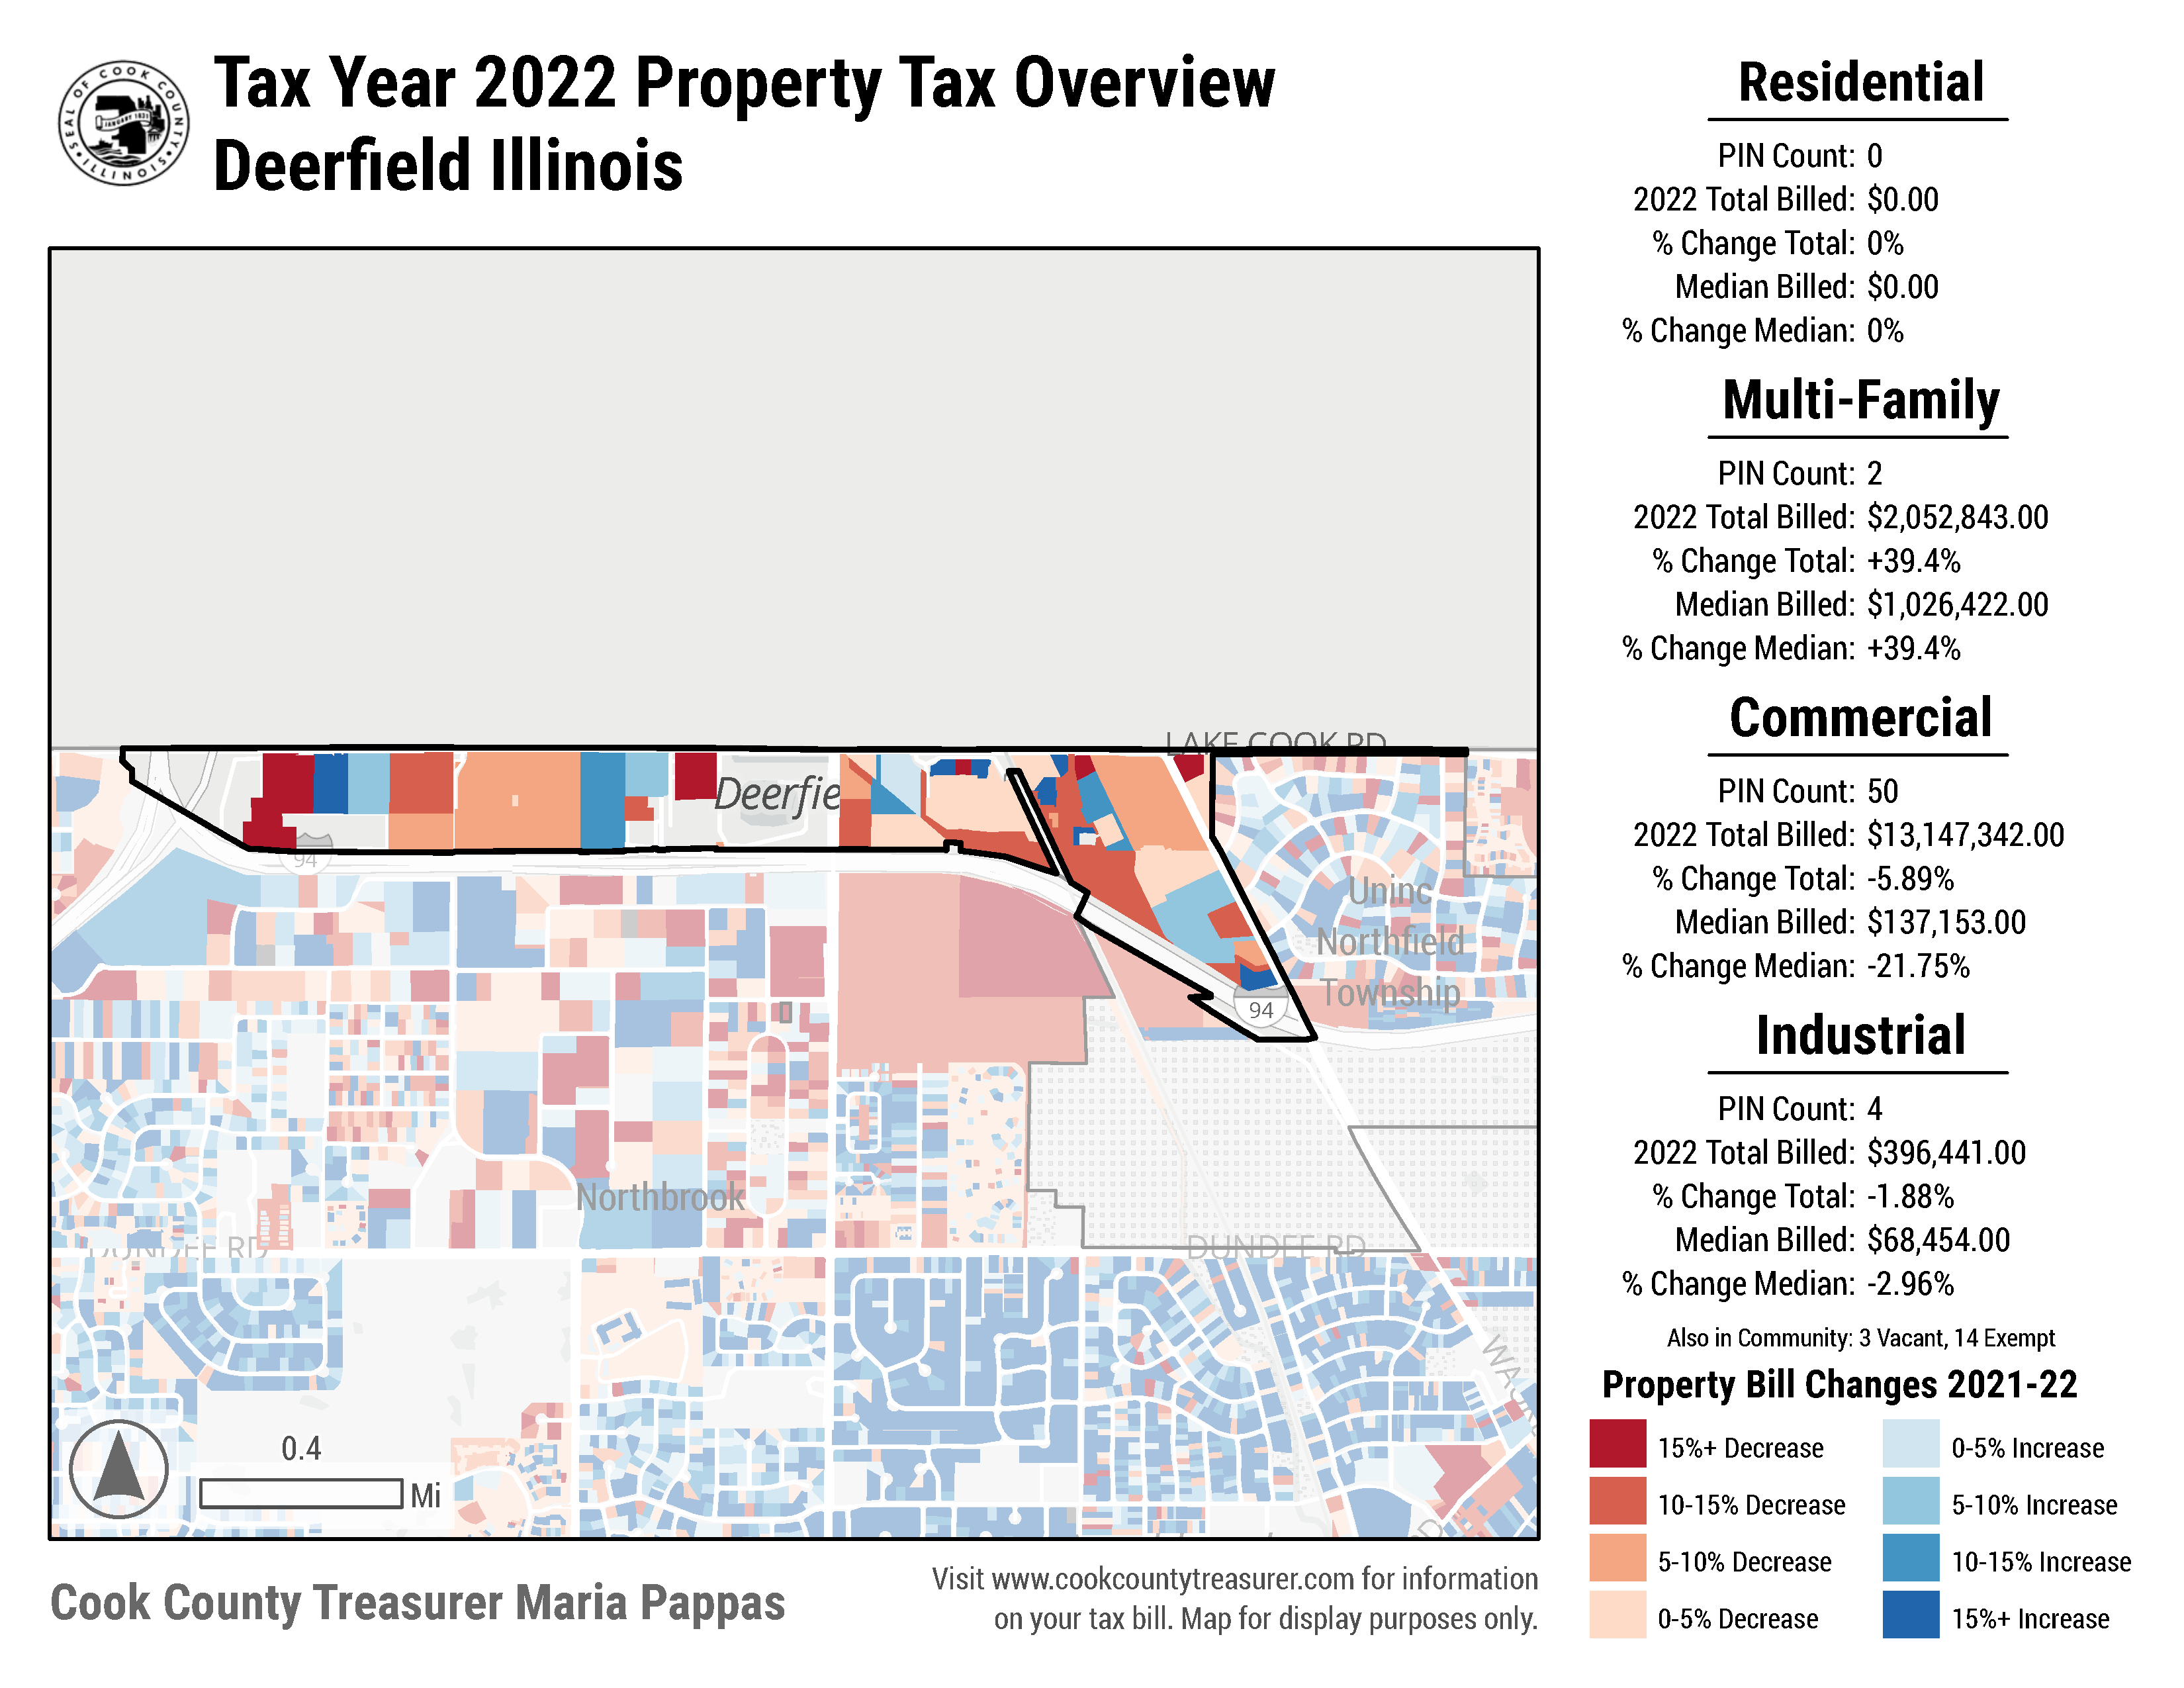 SEAL OF COOK COUNTY
JANUARY 1831
ILLINOIS
Tax Year 2022 Property Tax Overview
Deerfield Illinois
LAKE COOK RD
Deerfie
94
Uninc
Northfield
Township
94
Northbrook
DUNDEE RD
DUNDEE RD
0.4
Mi
Cook County Treasurer Maria Pappas
Visit www.cookcountytreasurer.com for information
on your tax bill. Map for display purposes only.
Residential
PIN Count: 0
2022 Total Billed: $0.00
% Change Total: 0%
Median Billed: $0.00
% Change Median: 0%
Multi-Family
PIN Count: 2
2022 Total Billed: $2,052,843.00
% Change Total: +39.4%
Median Billed: $1,026,422.00
% Change Median: +39.4%
Commercial
PIN Count: 50
2022 Total Billed: $13,147,342.00
% Change Total: -5.89%
Median Billed: $137,153.00
% Change Median: -21.75%
Industrial
PIN Count: 4
2022 Total Billed: $396,441.00
% Change Total: -1.88%
Median Billed: $68,454.00
% Change Median: -2.96%
Also in Community: 3 Vacant, 14 Exempt
Property Bill Changes 2021-22
15%+ Decrease
10-15% Decrease
5-10% Decrease
0-5% Decrease
0-5% Increase
5-10% Increase
10-15% Increase
15%+ Increase